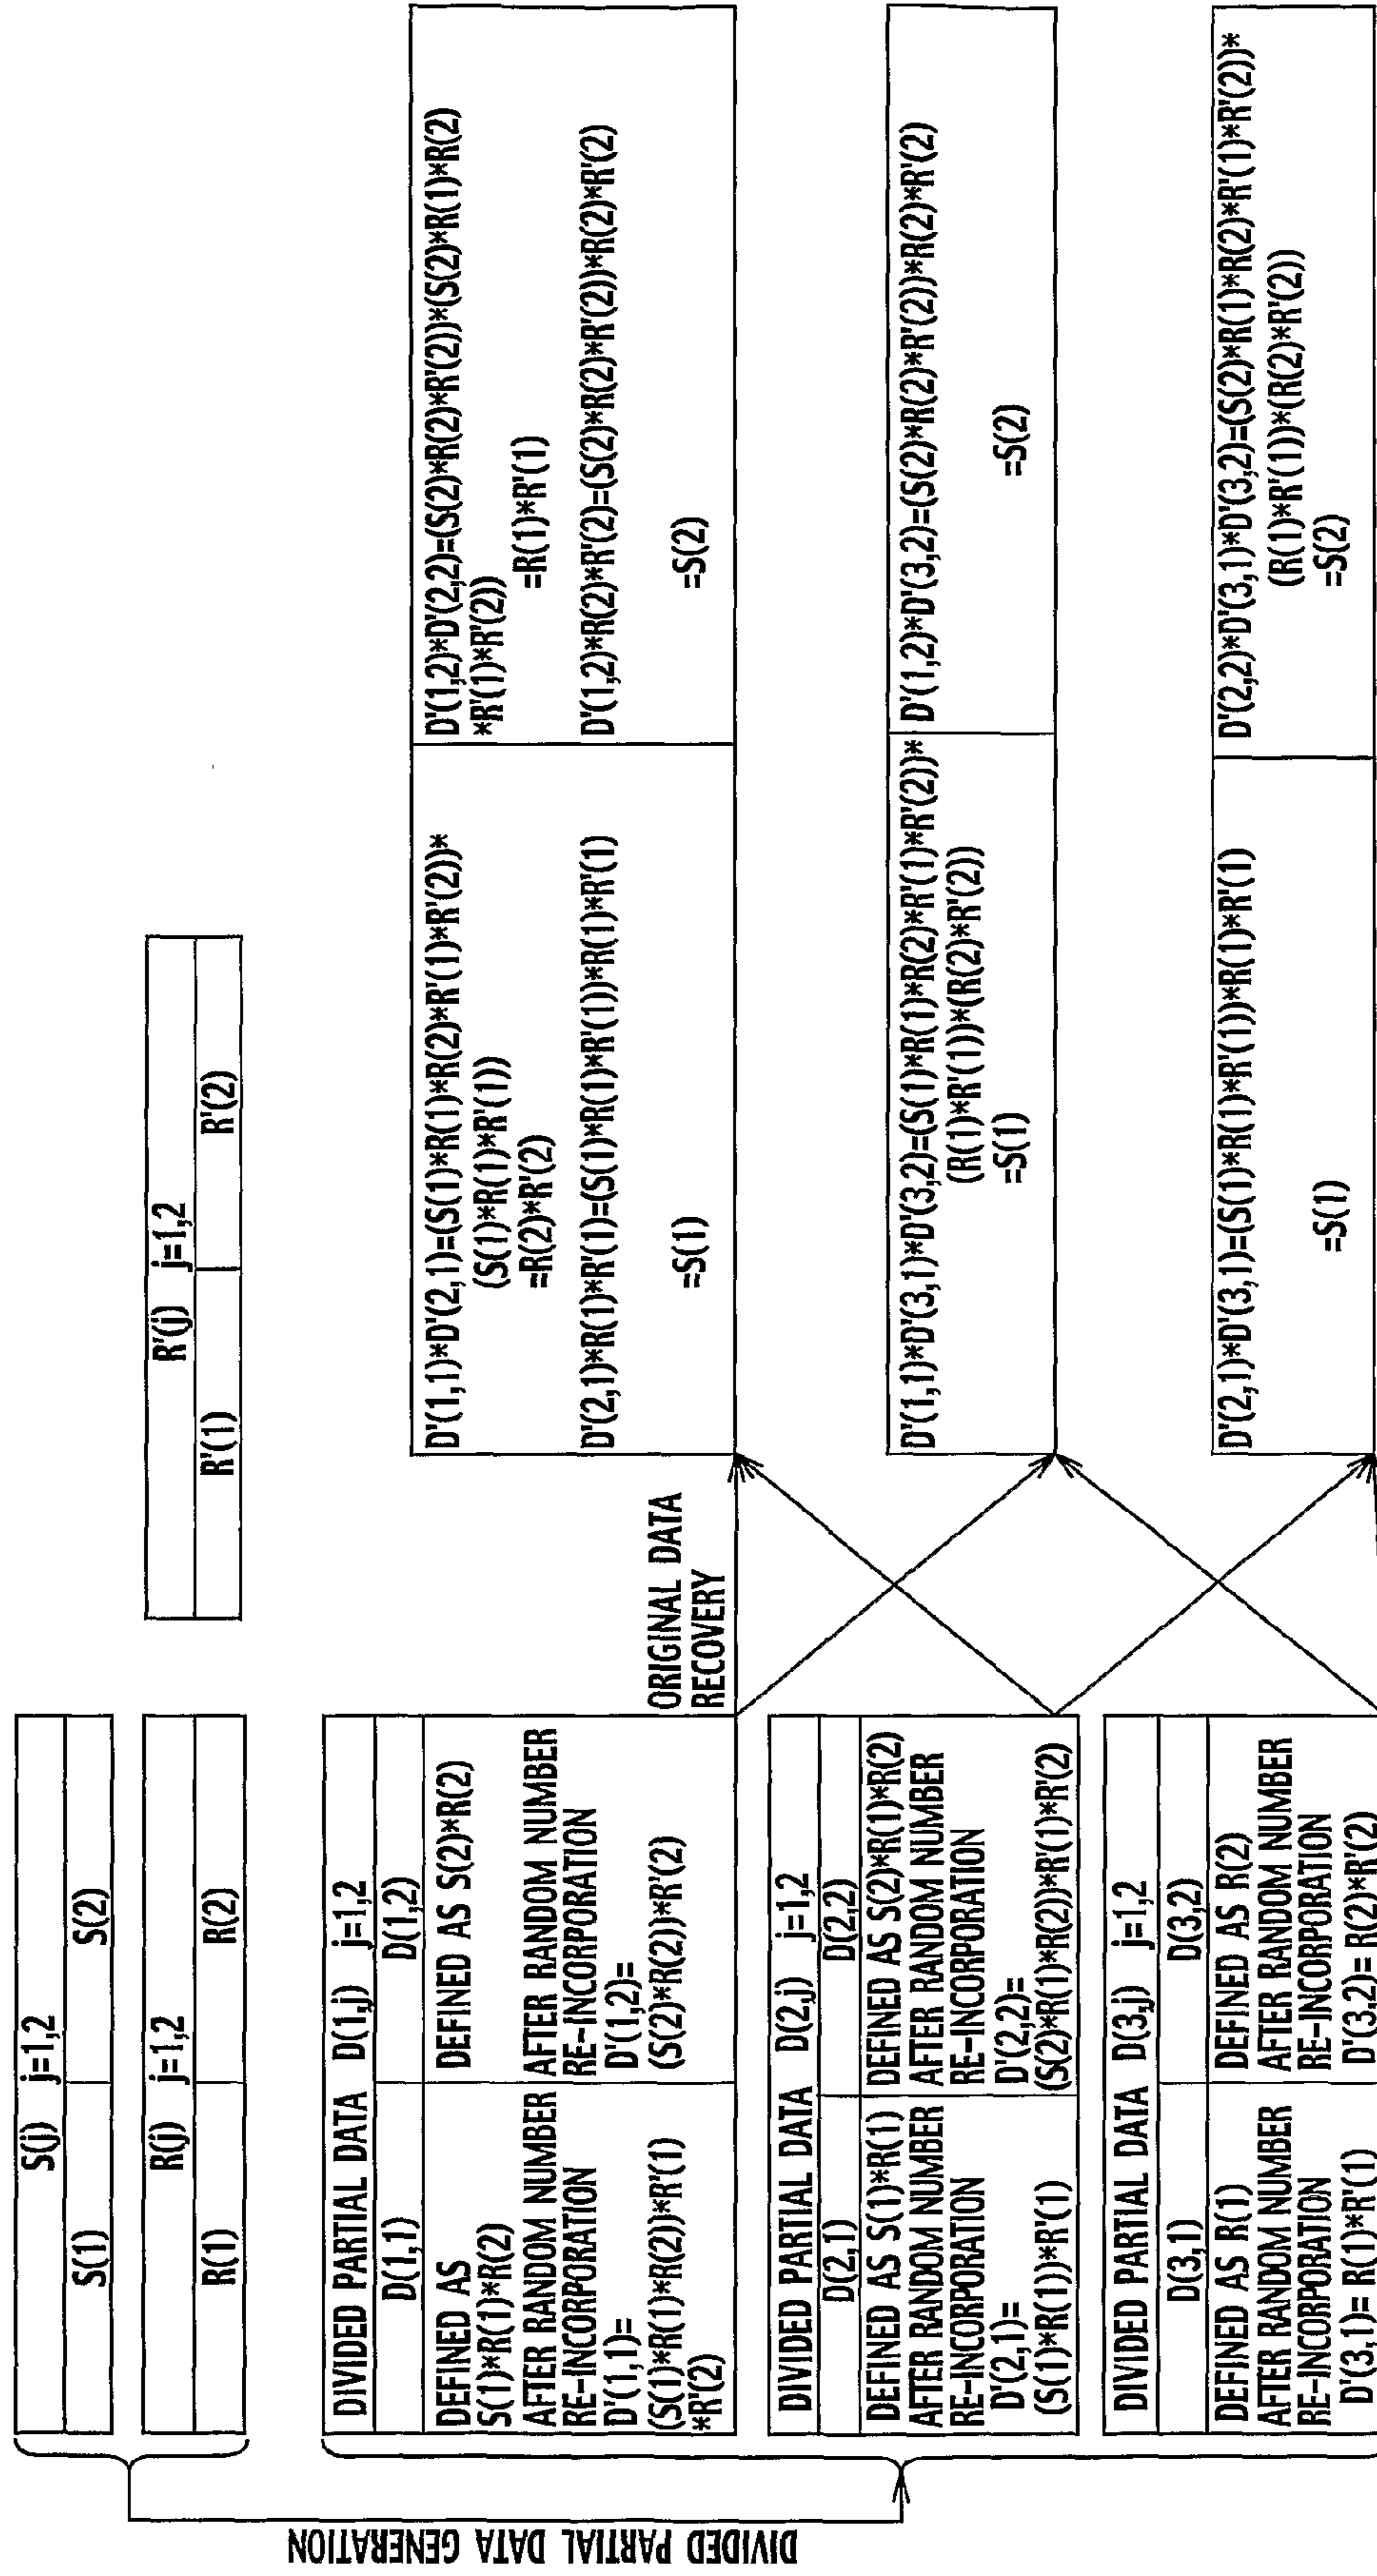 DIVIDED PARTIAL DATA GENERATION
S(j) j=1,2
S(1) S(2)
R(j) j=1,2
R(1) R(2)
R'(j) j=1,2
R'(1) R'(2)
DIVIDED PARTIAL DATA D(1,j) j=1,2
D(1,1) D(1,2)
DEFINED AS
S(1)*R(1)*R(2)
AFTER RANDOM NUMBER
RE-INCORPORATION
D'(1,1)=
(S(1)*R(1)*R(2))*R'(1)
*R'(2)
DEFINED AS S(2)*R(2)
AFTER RANDOM NUMBER
RE-INCORPORATION
D'(1,2)=
(S(2)*R(2))*R'(2)
DIVIDED PARTIAL DATA D(2,j) j=1,2
D(2,1) D(2,2)
DEFINED AS S(1)*R(1)
AFTER RANDOM NUMBER
RE-INCORPORATION
D'(2,1)=
(S(1)*R(1))*R'(1)
DEFINED AS S(2)*R(1)*R(2)
AFTER RANDOM NUMBER
RE-INCORPORATION
D'(2,2)=
(S(2)*R(1)*R(2))*R'(1)*R'(2)
DIVIDED PARTIAL DATA D(3,j) j=1,2
D(3,1) D(3,2)
DEFINED AS R(1)
AFTER RANDOM NUMBER
RE-INCORPORATION
D'(3,1)= R(1)*R'(1)
DEFINED AS R(2)
AFTER RANDOM NUMBER
RE-INCORPORATION
D'(3,2)= R(2)*R'(2)
ORIGINAL DATA
RECOVERY
D'(1,1)*D'(2,1)=(S(1)*R(1)*R(2)*R'(1)*R'(2))*
(S(1)*R(1)*R'(1))
=R(2)*R'(2)
D'(2,1)*R(1)*R'(1)=(S(1)*R(1)*R'(1))*R(1)*R'(1)
=S(1)
D'(1,2)*D'(2,2)=(S(2)*R(2)*R'(2))*(S(2)*R(1)*R(2)
*R'(1)*R'(2))
=R(1)*R'(1)
D'(1,2)*R(2)*R'(2)=(S(2)*R(2)*R'(2))*R(2)*R'(2)
=S(2)
D'(1,1)*D'(3,1)*D'(3,2)=(S(1)*R(1)*R(2)*R'(1)*R'(2))*
(R(1)*R'(1))*(R(2)*R'(2))
=S(1)
D'(1,2)*D'(3,2)=(S(2)*R(2)*R'(2))*R(2)*R'(2)
=S(2)
D'(2,1)*D'(3,1)=(S(1)*R(1)*R'(1))*R(1)*R'(1)
=S(1)
D'(2,2)*D'(3,1)*D'(3,2)=(S(2)*R(1)*R(2)*R'(1)*R'(2))*
(R(1)*R'(1))*(R(2)*R'(2))
=S(2)